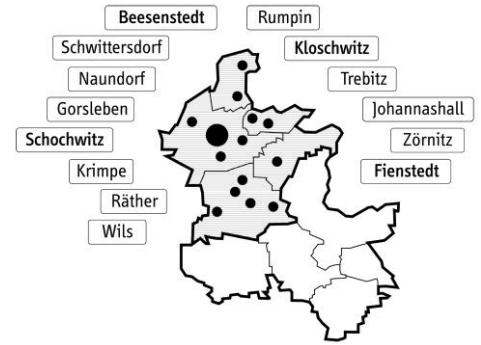 Beesenstedt
Rumpin
Schwittersdorf
Kloschwitz
Naundorf
Trebitz
Gorsleben
Johannashall
Schochwitz
Zörnitz
Krimpe
Fienstedt
Räther
Wils